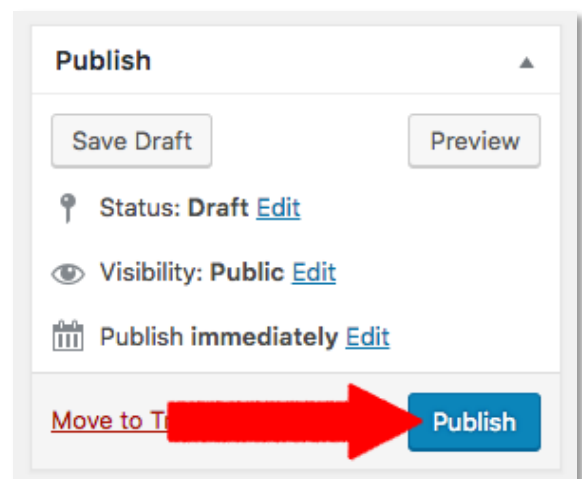 Publish
Save Draft Preview
Status: Draft Edit
Visibility: Public Edit
Publish immediately Edit
Move to Publish